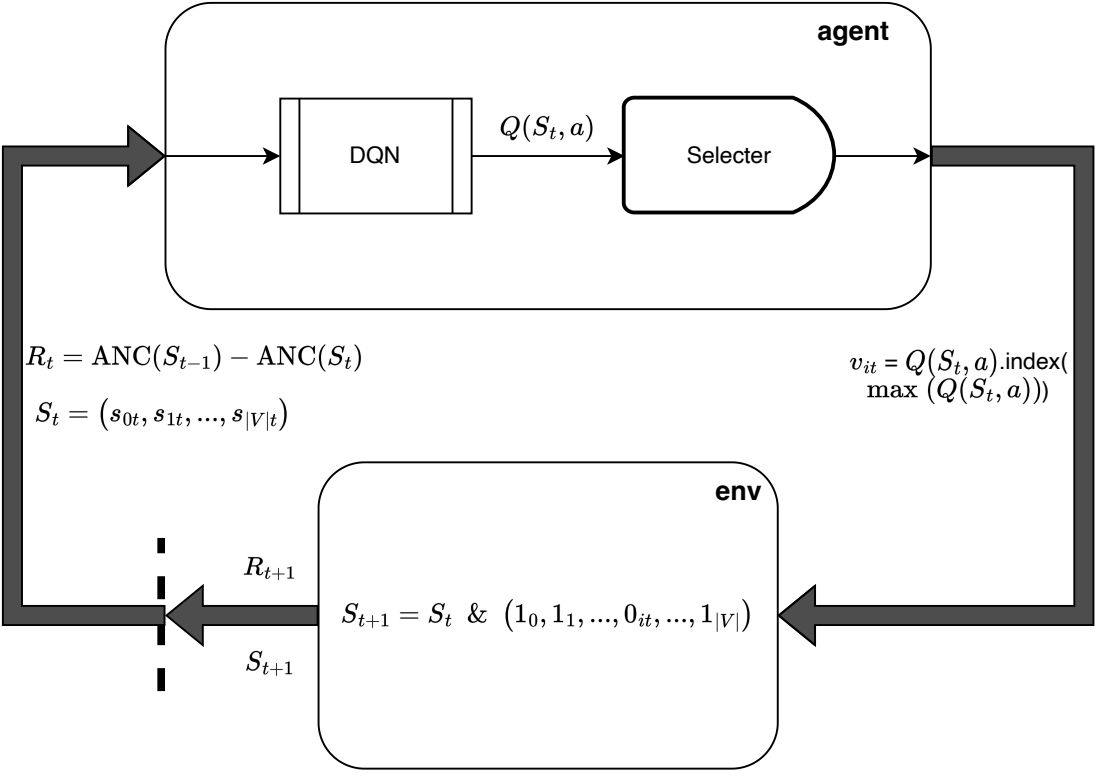 agent
Q(S_t, a)
DQN
Selecter
R_t = ANC(S_{t−1}) − ANC(S_t)
S_t = (s_{0t}, s_{1t}, ..., s_{|V|t})
v_{it} = Q(S_t, a).index(
max (Q(S_t, a)))
env
R_{t+1}
S_{t+1} = S_t & (1_0, 1_1, ..., 0_{it}, ..., 1_{|V|})
S_{t+1}